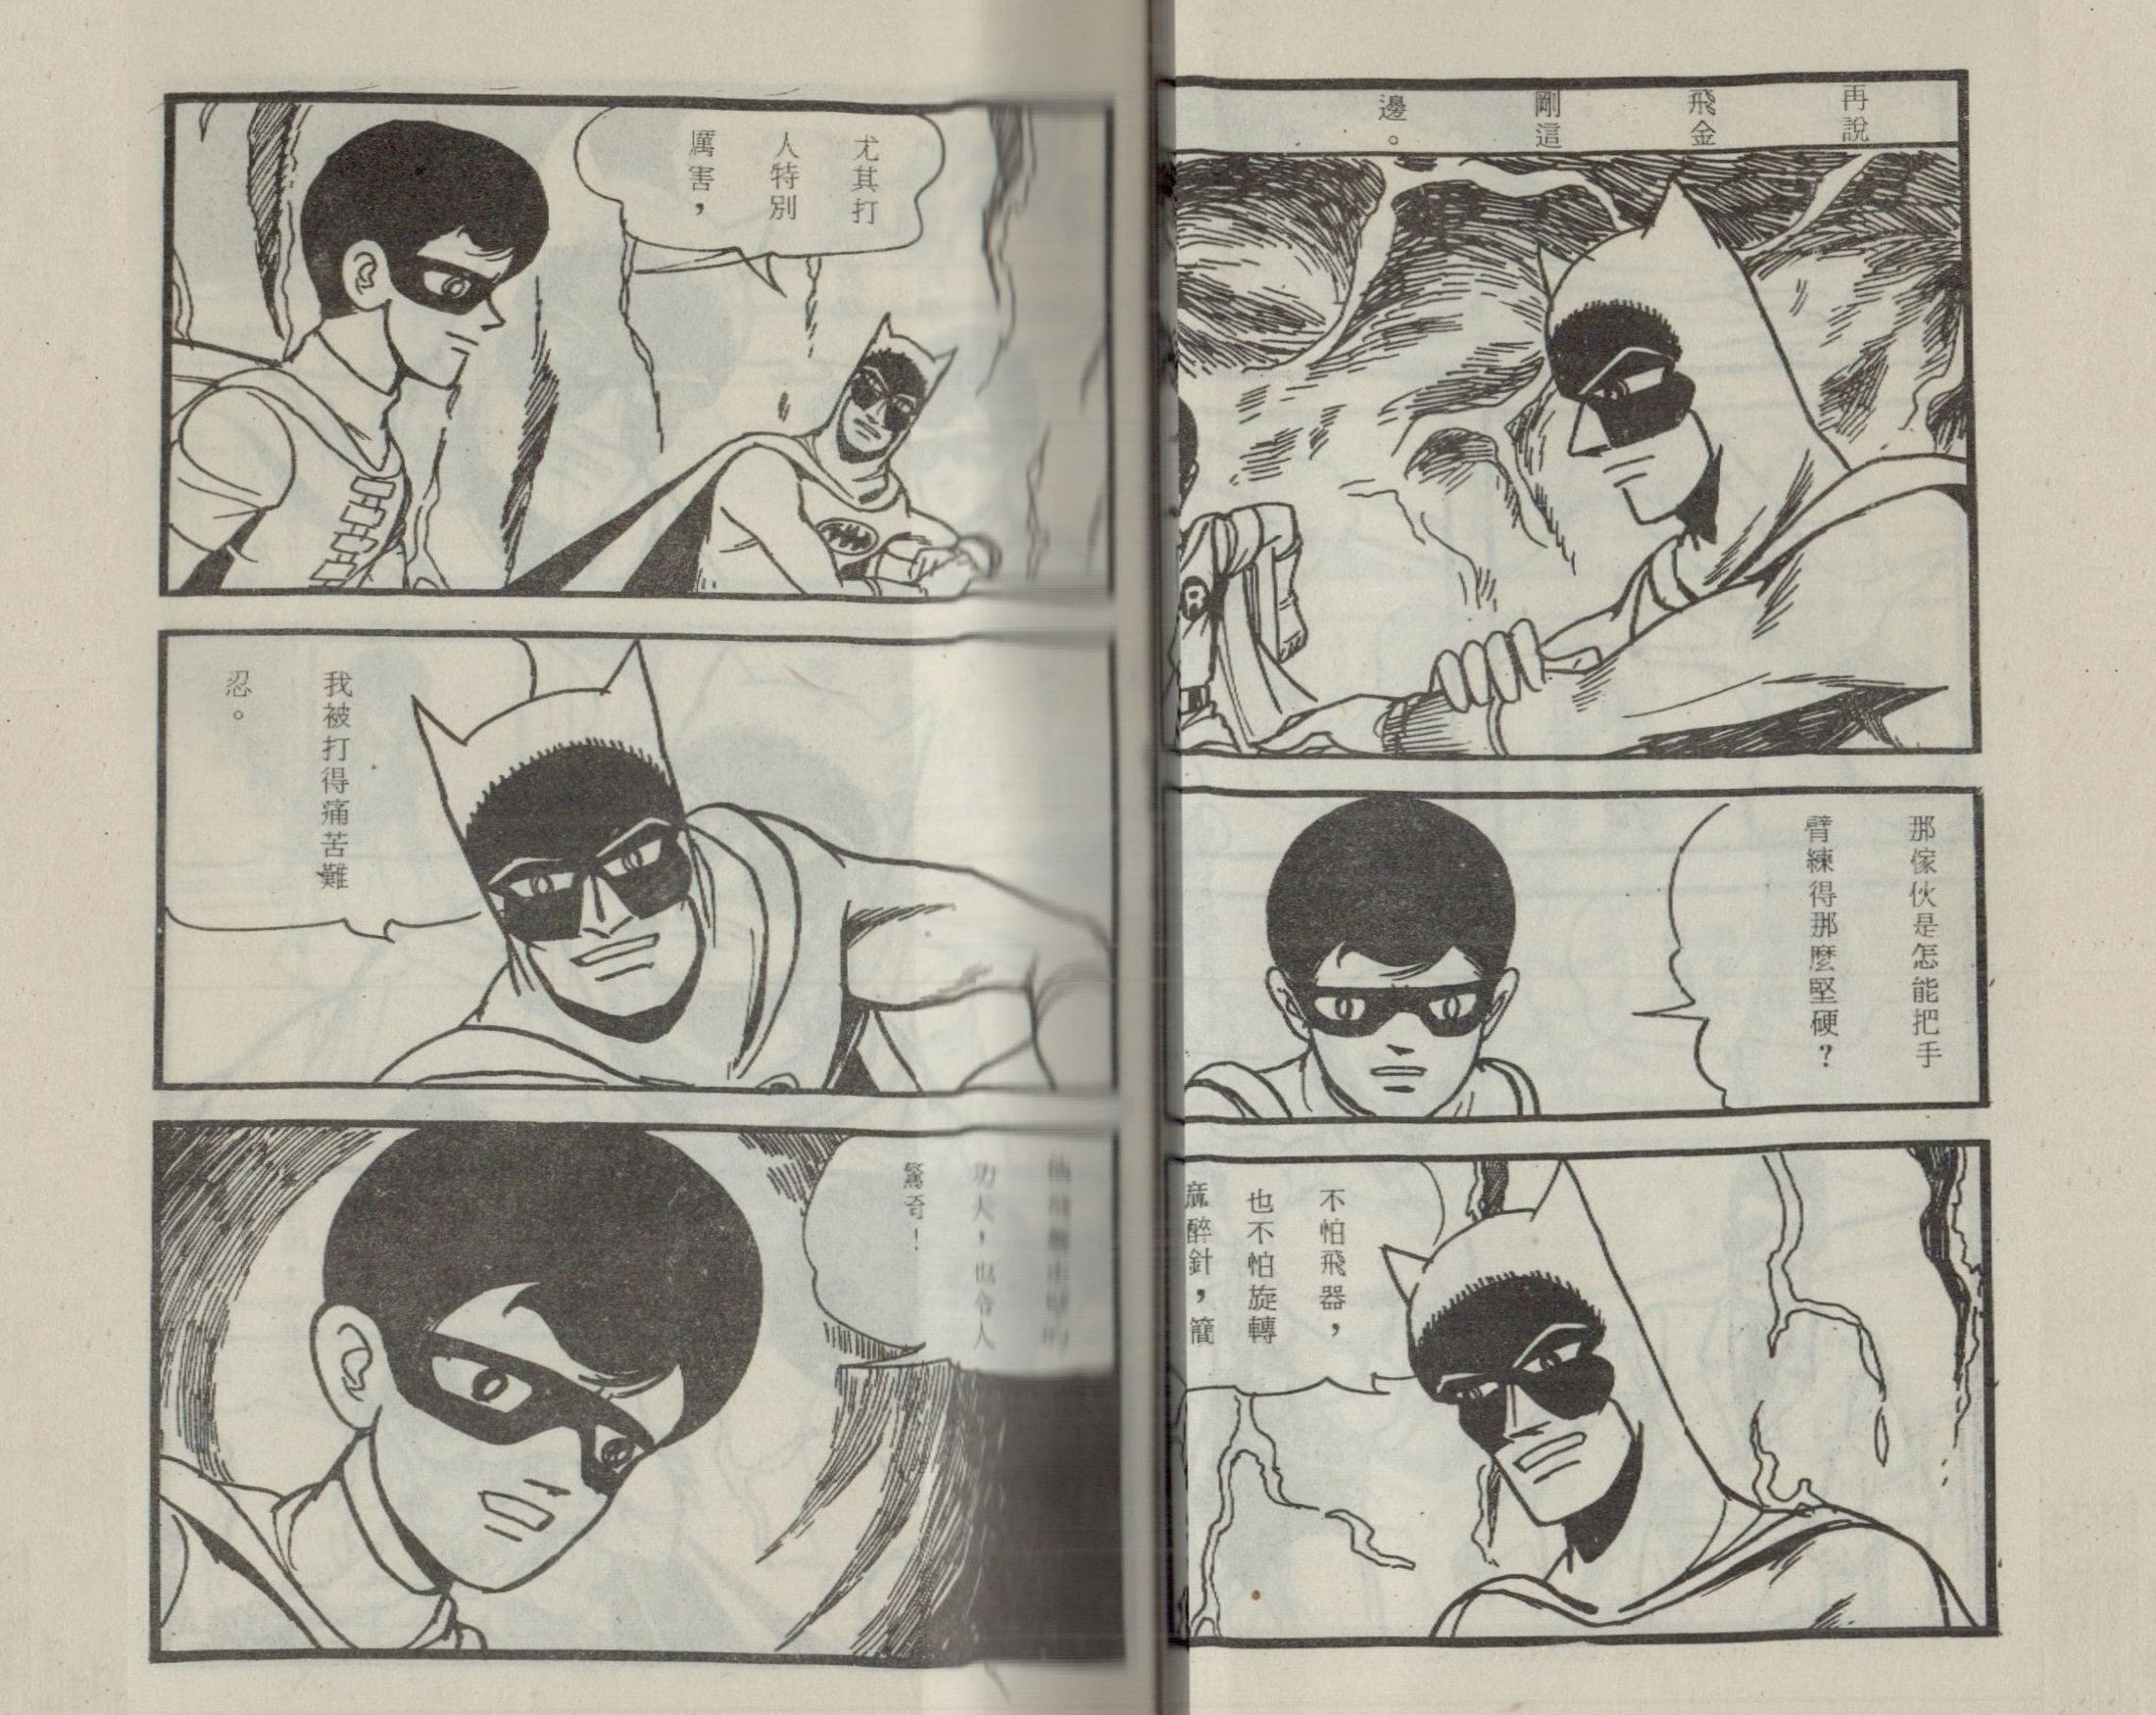 再說
飛金
剛這
邊。
那傢伙是怎能把手
臂練得那麼堅硬?
不怕飛器,
也不怕旋轉
麻醉針,簡
R
尤其打
人特別
厲害,
我被打得痛苦難
忍。
功夫,也令人
驚奇!